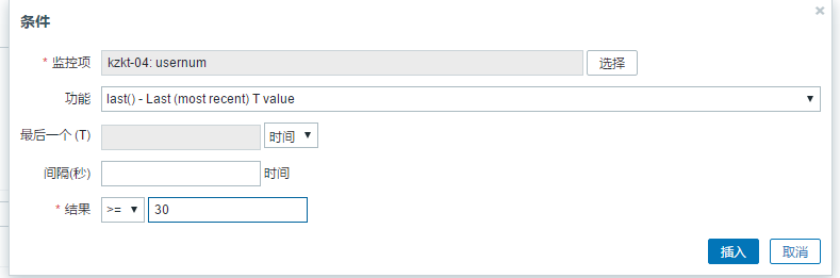 条件
×
* 监控项 kzkt-04: usernum 选择
功能 last() - Last (most recent) T value
最后一个 (T) 时间
间隔(秒) 时间
* 结果 >= 30
插入 取消